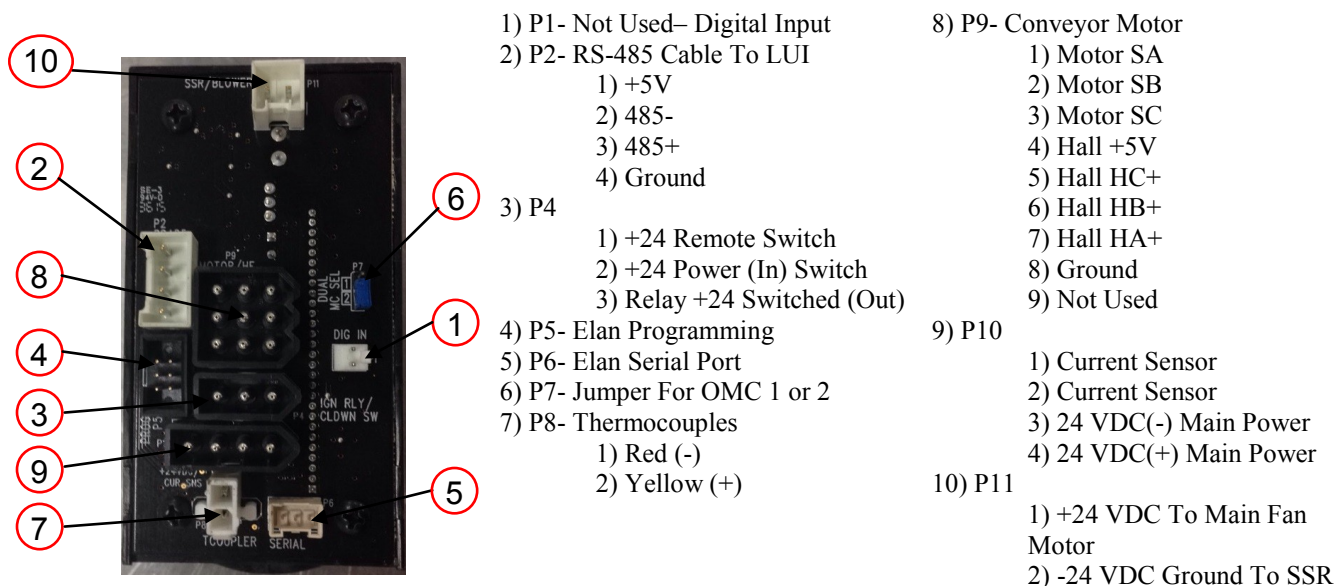 10
SSR/BLOWER P11
2
P2
6
P9
MOTOR/HE
P7
DUAL
MC SEL
1
2
8
1
DIG IN
4
3
IGN RLY/
CLDWN SW
P4
P5
9
+24VDC/
CUR SNS
P6
5
7
P8
TCOUPLER SERIAL
1) P1- Not Used– Digital Input
2) P2- RS-485 Cable To LUI
1) +5V
2) 485-
3) 485+
4) Ground
3) P4
1) +24 Remote Switch
2) +24 Power (In) Switch
3) Relay +24 Switched (Out)
4) P5- Elan Programming
5) P6- Elan Serial Port
6) P7- Jumper For OMC 1 or 2
7) P8- Thermocouples
1) Red (-)
2) Yellow (+)
8) P9- Conveyor Motor
1) Motor SA
2) Motor SB
3) Motor SC
4) Hall +5V
5) Hall HC+
6) Hall HB+
7) Hall HA+
8) Ground
9) Not Used
9) P10
1) Current Sensor
2) Current Sensor
3) 24 VDC(-) Main Power
4) 24 VDC(+) Main Power
10) P11
1) +24 VDC To Main Fan
Motor
2) -24 VDC Ground To SSR